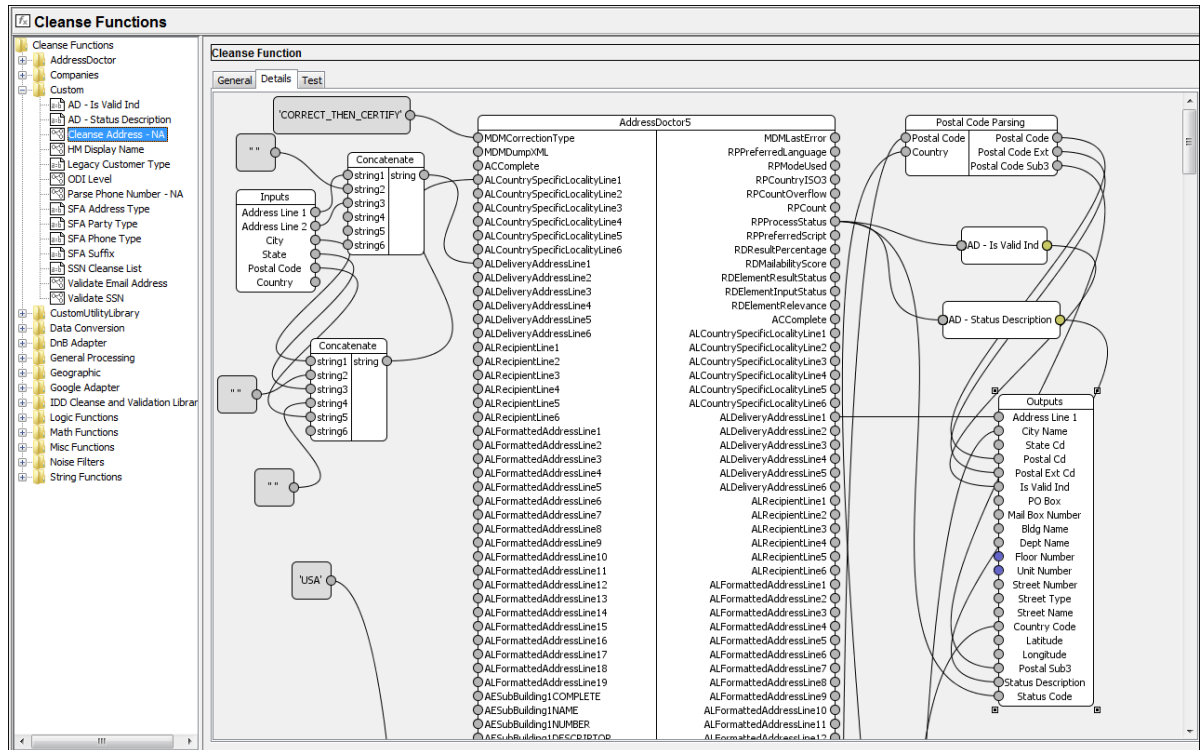 Cleanse Functions
Cleanse Functions
AddressDoctor
Companies
Custom
AD - Is Valid Ind
AD - Status Description
Cleanse Address - NA
HM Display Name
Legacy Customer Type
ODI Level
Parse Phone Number - NA
SFA Address Type
SFA Party Type
SFA Phone Type
SFA Suffix
SSN Cleanse List
Validate Email Address
Validate SSN
CustomUtilityLibrary
Data Conversion
DnB Adapter
General Processing
Geographic
Google Adapter
IDD Cleanse and Validation Librar
Logic Functions
Math Functions
Misc Functions
Noise Filters
String Functions
Cleanse Function
General Details Test
'CORRECT_THEN_CERTIFY'
" "
Concatenate
string1 string
string2
string3
string4
string5
string6
Inputs
Address Line 1
Address Line 2
City
State
Postal Code
Country
Concatenate
string1 string
string2
string3
string4
string5
string6
" "
" "
'USA'
AddressDoctor5
MDMCorrectionType
MDMDumpXML
ACComplete
ALCountrySpecificLocalityLine1
ALCountrySpecificLocalityLine2
ALCountrySpecificLocalityLine3
ALCountrySpecificLocalityLine4
ALCountrySpecificLocalityLine5
ALCountrySpecificLocalityLine6
ALDeliveryAddressLine1
ALDeliveryAddressLine2
ALDeliveryAddressLine3
ALDeliveryAddressLine4
ALDeliveryAddressLine5
ALDeliveryAddressLine6
ALRecipientLine1
ALRecipientLine2
ALRecipientLine3
ALRecipientLine4
ALRecipientLine5
ALRecipientLine6
ALFormattedAddressLine1
ALFormattedAddressLine2
ALFormattedAddressLine3
ALFormattedAddressLine4
ALFormattedAddressLine5
ALFormattedAddressLine6
ALFormattedAddressLine7
ALFormattedAddressLine8
ALFormattedAddressLine9
ALFormattedAddressLine10
ALFormattedAddressLine11
ALFormattedAddressLine12
ALFormattedAddressLine13
ALFormattedAddressLine14
ALFormattedAddressLine15
ALFormattedAddressLine16
ALFormattedAddressLine17
ALFormattedAddressLine18
ALFormattedAddressLine19
AESubBuilding1COMPLETE
AESubBuilding1NAME
AESubBuilding1NUMBER
AESubBuilding1DESCRIPTOR
MDMLastError
RPPreferredLanguage
RPModeUsed
RPCountryISO3
RPCountOverflow
RPCount
RPProcessStatus
RPPreferredScript
RDResultPercentage
RDMailabilityScore
RDElementResultStatus
RDElementInputStatus
RDElementRelevance
ACComplete
ALCountrySpecificLocalityLine1
ALCountrySpecificLocalityLine2
ALCountrySpecificLocalityLine3
ALCountrySpecificLocalityLine4
ALCountrySpecificLocalityLine5
ALCountrySpecificLocalityLine6
ALDeliveryAddressLine1
ALDeliveryAddressLine2
ALDeliveryAddressLine3
ALDeliveryAddressLine4
ALDeliveryAddressLine5
ALDeliveryAddressLine6
ALRecipientLine1
ALRecipientLine2
ALRecipientLine3
ALRecipientLine4
ALRecipientLine5
ALRecipientLine6
ALFormattedAddressLine1
ALFormattedAddressLine2
ALFormattedAddressLine3
ALFormattedAddressLine4
ALFormattedAddressLine5
ALFormattedAddressLine6
ALFormattedAddressLine7
ALFormattedAddressLine8
ALFormattedAddressLine9
ALFormattedAddressLine10
ALFormattedAddressLine11
ALFormattedAddressLine12
Postal Code Parsing
Postal Code Postal Code
Country Postal Code Ext
Postal Code Sub3
AD - Is Valid Ind
AD - Status Description
Outputs
Address Line 1
City Name
State Cd
Postal Cd
Postal Ext Cd
Is Valid Ind
PO Box
Mail Box Number
Bldg Name
Dept Name
Floor Number
Unit Number
Street Number
Street Type
Street Name
Country Code
Latitude
Longitude
Postal Sub3
Status Description
Status Code